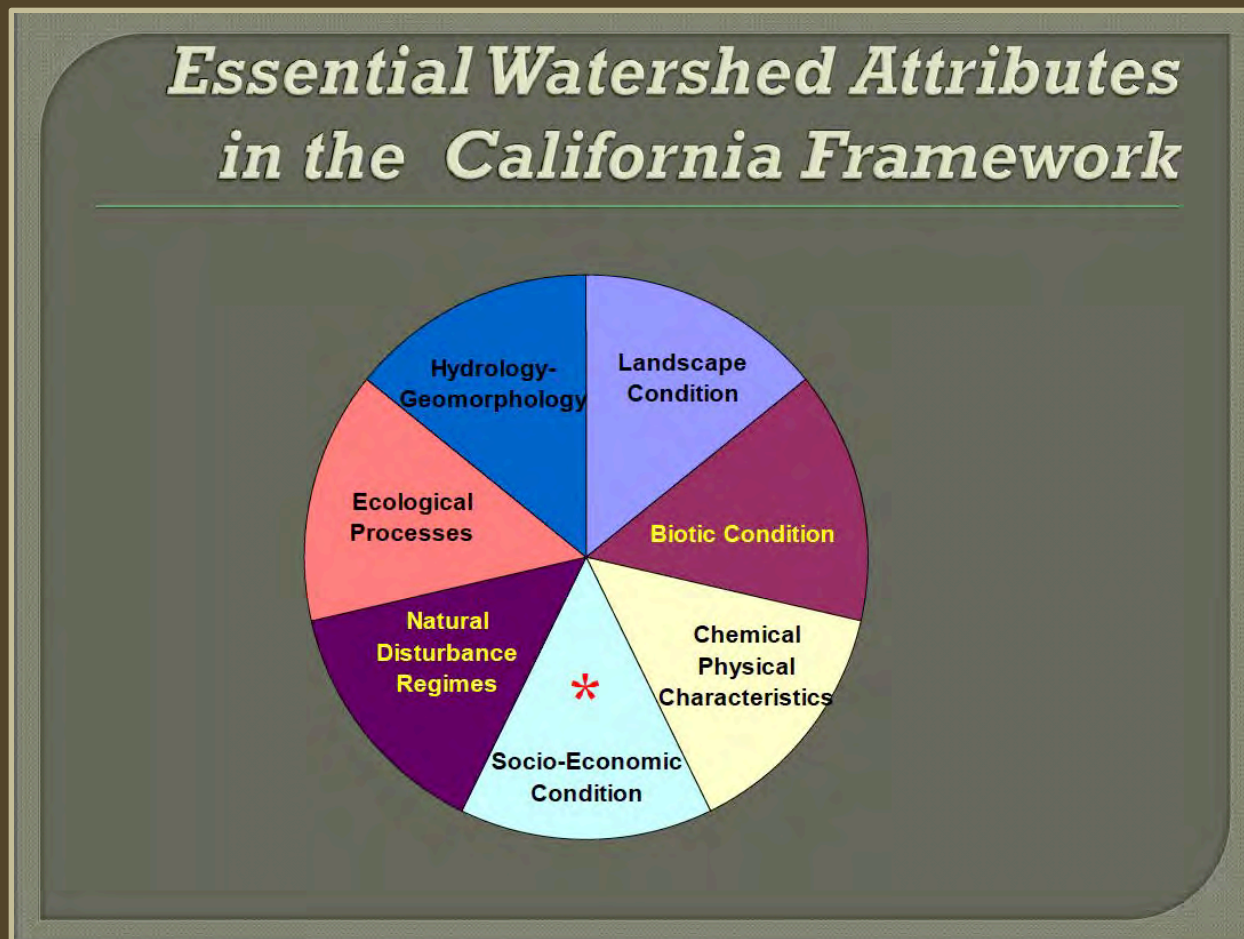 Essential Watershed Attributes
in the California Framework
Hydrology-
Geomorphology
Landscape
Condition
Ecological
Processes
Biotic Condition
Natural
Disturbance
Regimes
Chemical
Physical
Characteristics
*
Socio-Economic
Condition